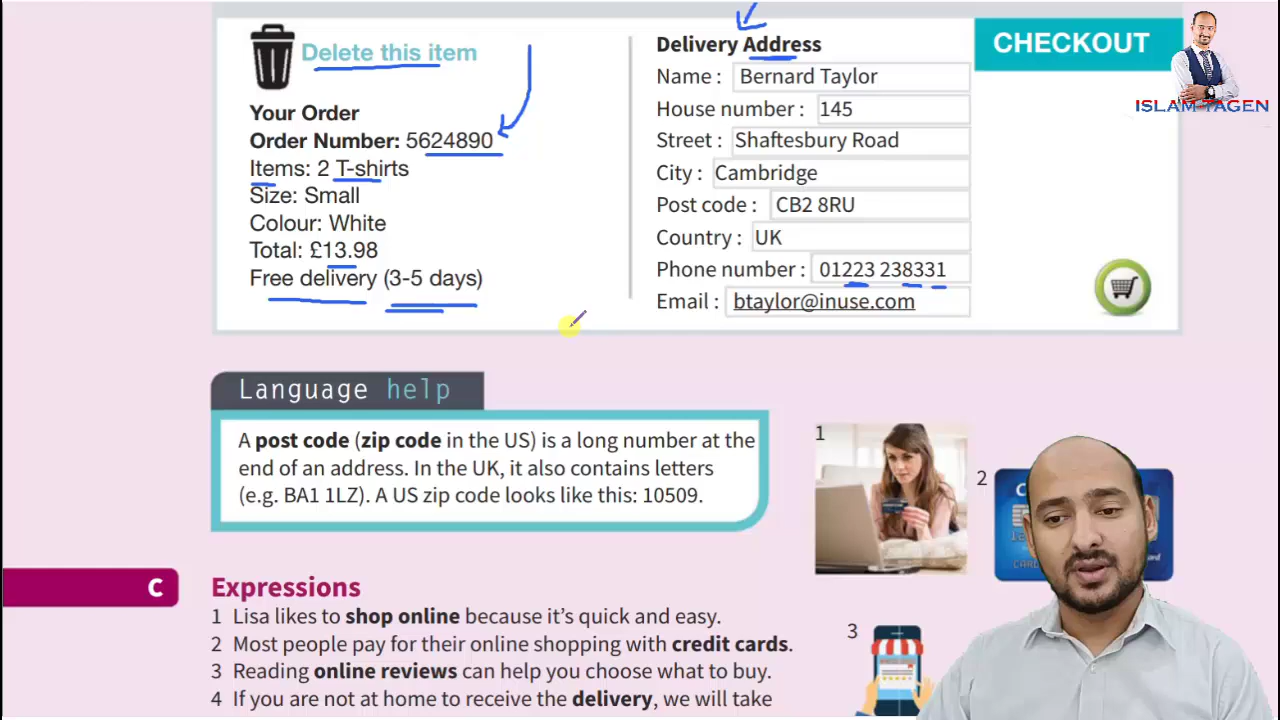 Delete this item
Your Order
Order Number: 5624890
Items: 2 T-shirts
Size: Small
Colour: White
Total: £13.98
Free delivery (3-5 days)
Delivery Address
Name : Bernard Taylor
House number : 145
Street : Shaftesbury Road
City : Cambridge
Post code : CB2 8RU
Country : UK
Phone number : 01223 238331
Email : btaylor@inuse.com
CHECKOUT
ISLAM TAGEN
Language help
A post code (zip code in the US) is a long number at the
end of an address. In the UK, it also contains letters
(e.g. BA1 1LZ). A US zip code looks like this: 10509.
1
2
3
C
Expressions
1 Lisa likes to shop online because it's quick and easy.
2 Most people pay for their online shopping with credit cards.
3 Reading online reviews can help you choose what to buy.
4 If you are not at home to receive the delivery, we will take